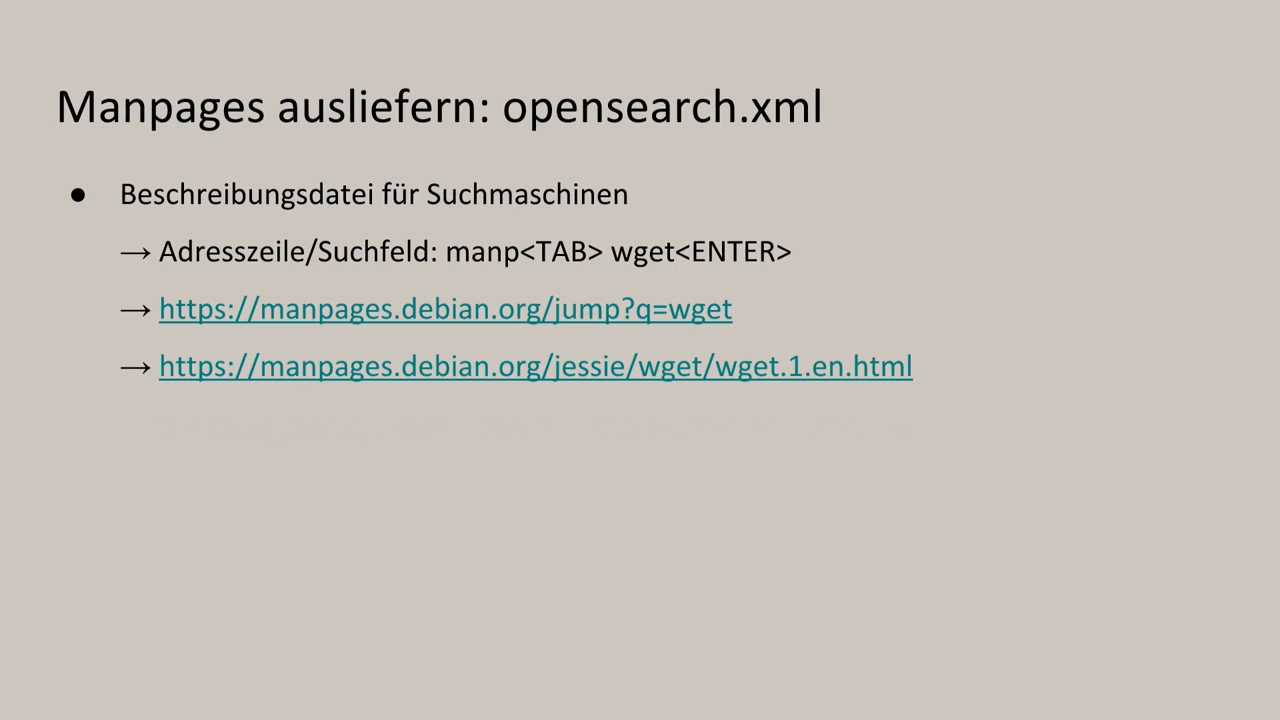 Manpages ausliefern: opensearch.xml
● Beschreibungsdatei für Suchmaschinen
→ Adresszeile/Suchfeld: manp<TAB> wget<ENTER>
→ https://manpages.debian.org/jump?q=wget
→ https://manpages.debian.org/jessie/wget/wget.1.en.html